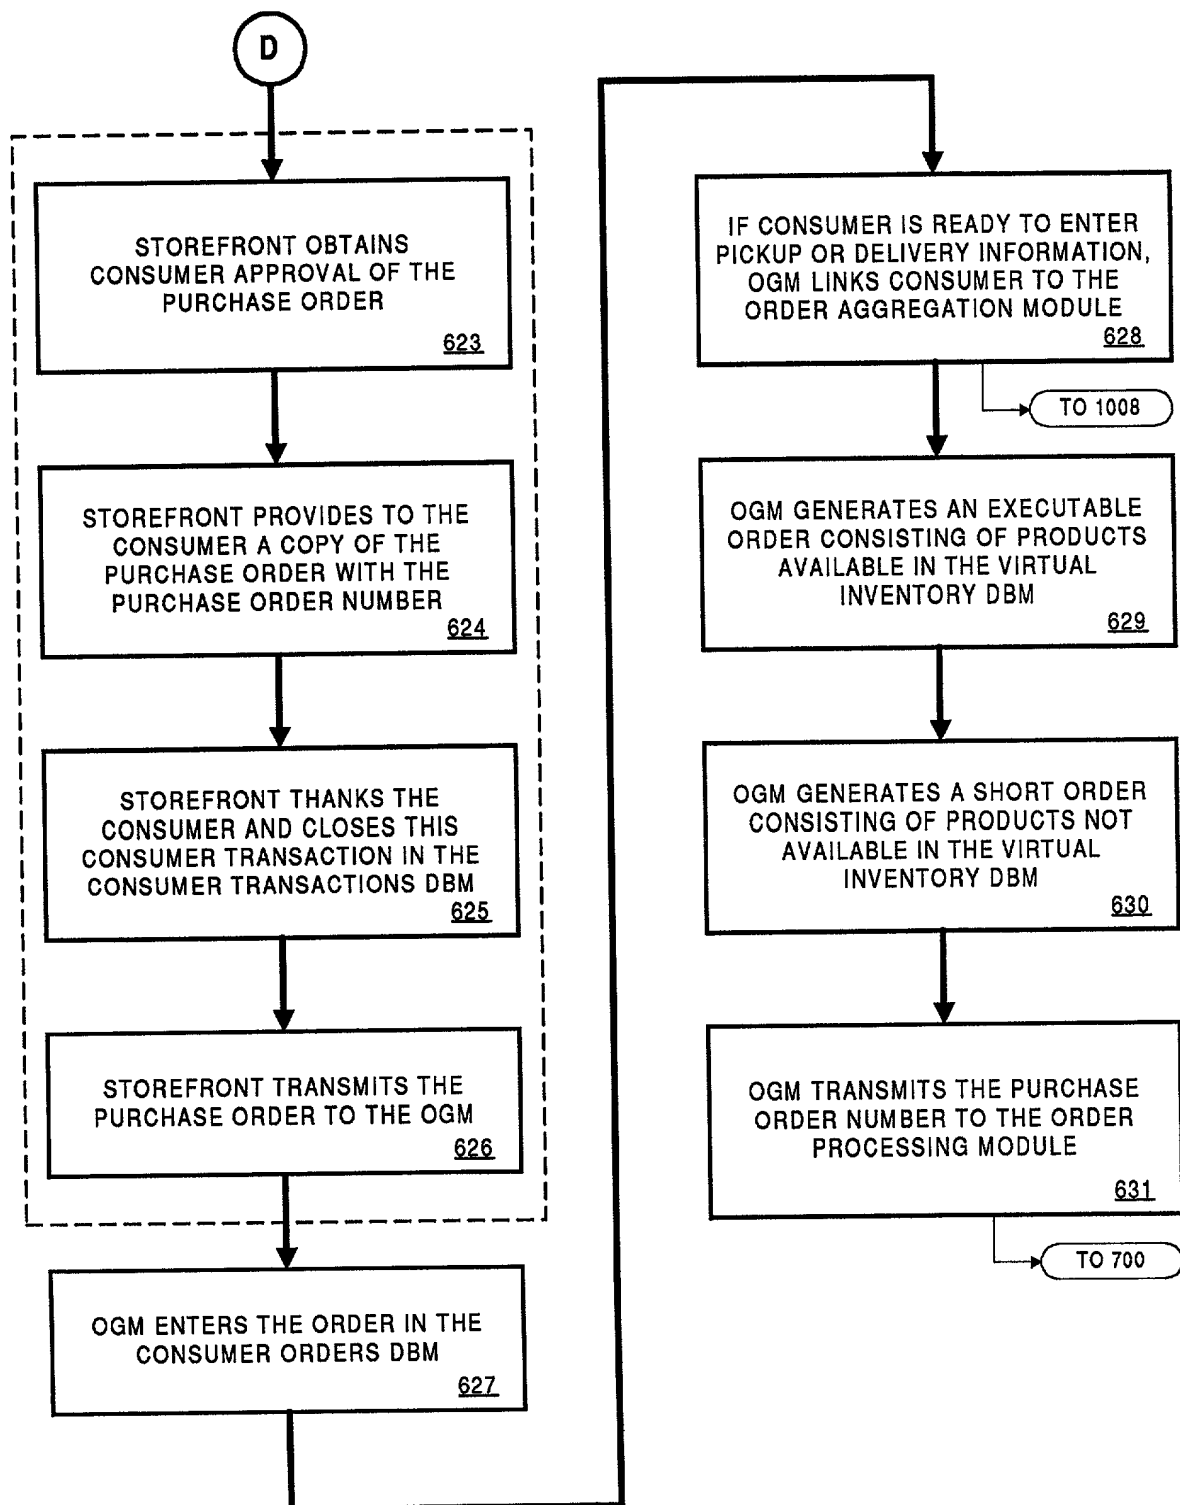 D
STOREFRONT OBTAINS
CONSUMER APPROVAL OF THE
PURCHASE ORDER
623
STOREFRONT PROVIDES TO THE
CONSUMER A COPY OF THE
PURCHASE ORDER WITH THE
PURCHASE ORDER NUMBER
624
STOREFRONT THANKS THE
CONSUMER AND CLOSES THIS
CONSUMER TRANSACTION IN THE
CONSUMER TRANSACTIONS DBM
625
STOREFRONT TRANSMITS THE
PURCHASE ORDER TO THE OGM
626
OGM ENTERS THE ORDER IN THE
CONSUMER ORDERS DBM
627
IF CONSUMER IS READY TO ENTER
PICKUP OR DELIVERY INFORMATION,
OGM LINKS CONSUMER TO THE
ORDER AGGREGATION MODULE
628
TO 1008
OGM GENERATES AN EXECUTABLE
ORDER CONSISTING OF PRODUCTS
AVAILABLE IN THE VIRTUAL
INVENTORY DBM
629
OGM GENERATES A SHORT ORDER
CONSISTING OF PRODUCTS NOT
AVAILABLE IN THE VIRTUAL
INVENTORY DBM
630
OGM TRANSMITS THE PURCHASE
ORDER NUMBER TO THE ORDER
PROCESSING MODULE
631
TO 700